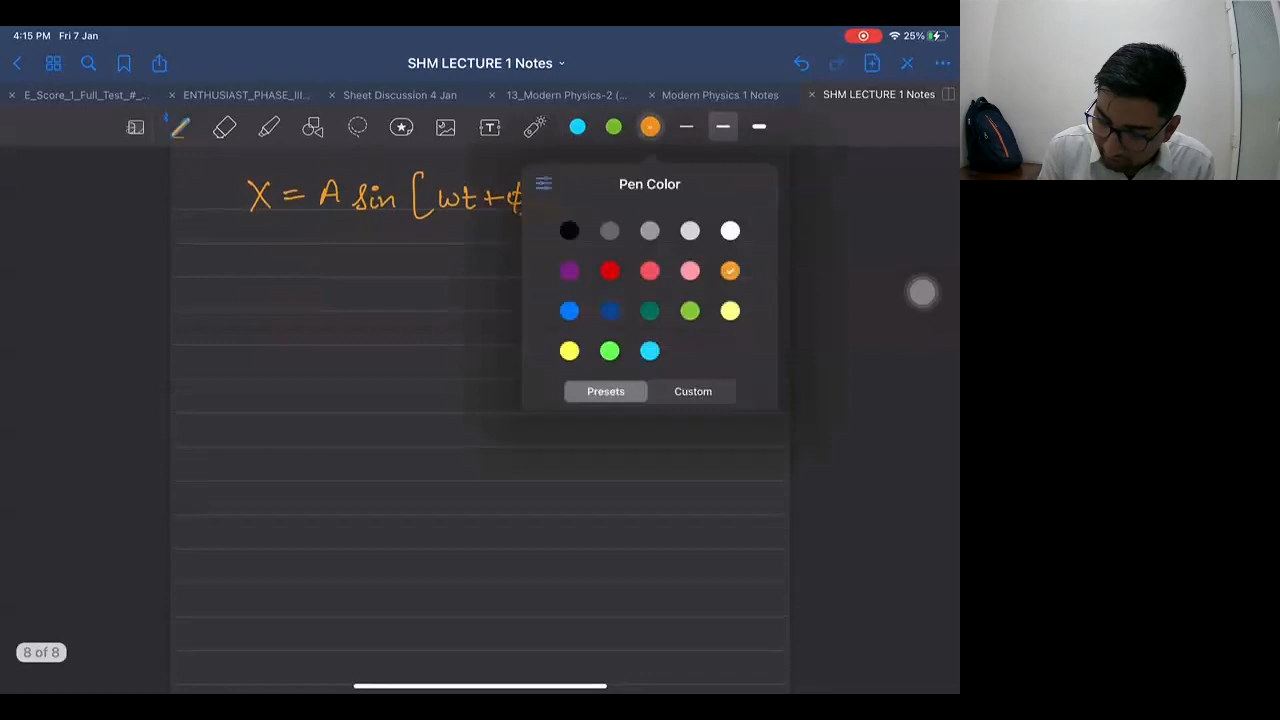 4:15 PM Fri 7 Jan
25%
SHM LECTURE 1 Notes
E_Score_1_Full_Test_#_...
ENTHUSIAST_PHASE_III...
Sheet Discussion 4 Jan
13_Modern Physics-2 (...
Modern Physics 1 Notes
SHM LECTURE 1 Notes
T
X = A sin [ωt+ϕ
Pen Color
Presets
Custom
8 of 8